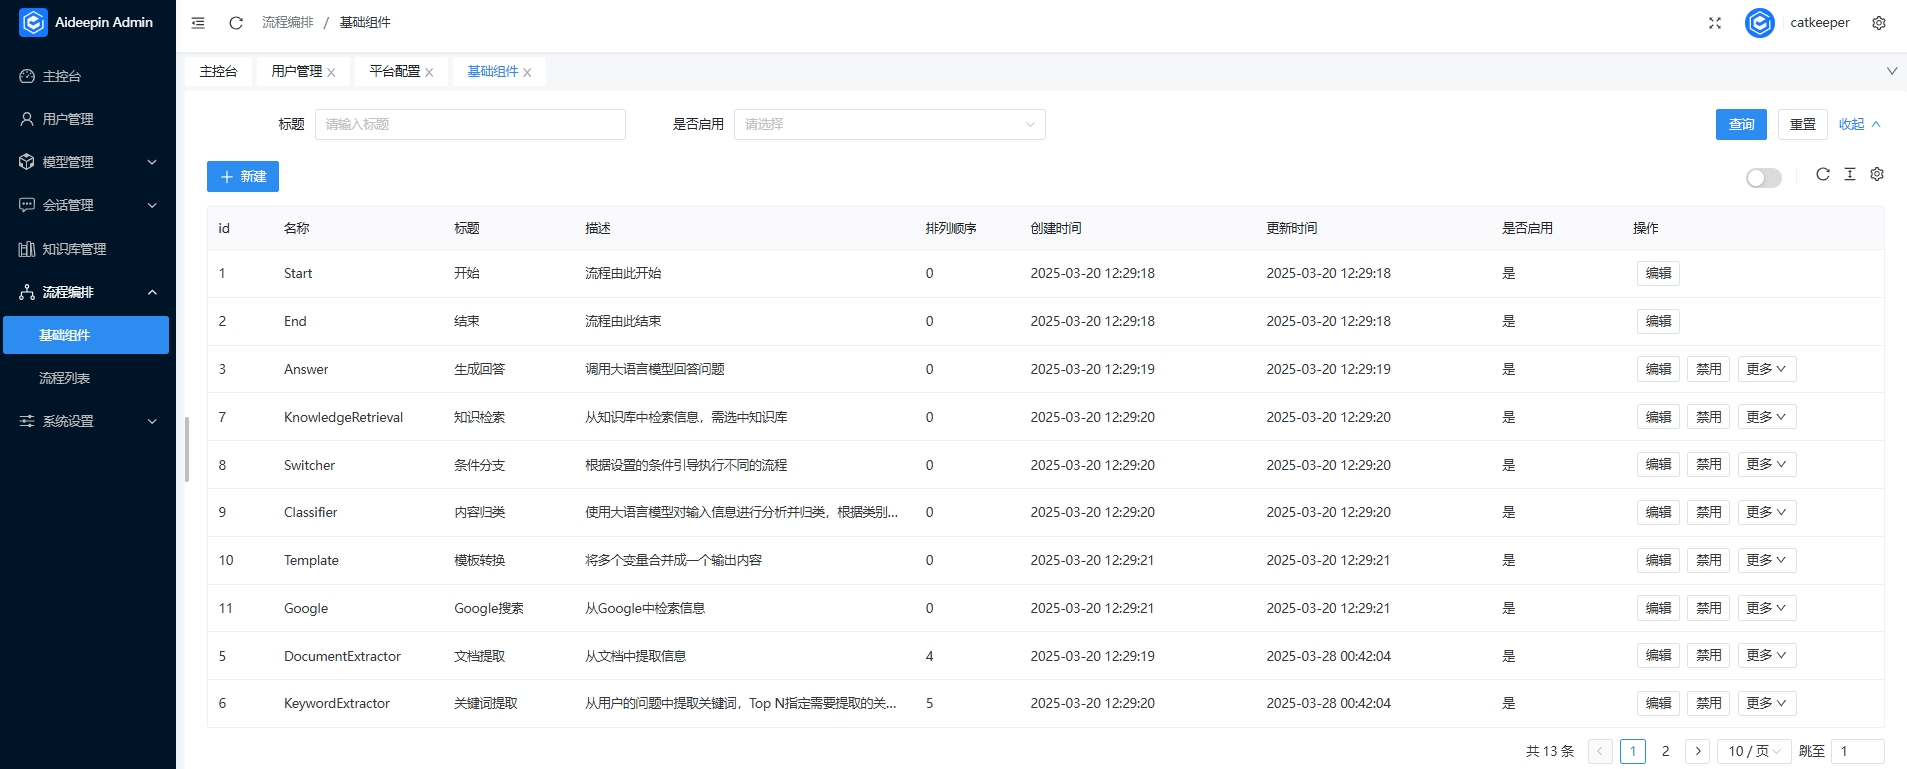 Aideepin Admin
流程编排 / 基础组件
catkeeper
主控台
用户管理
模型管理
会话管理
知识库管理
流程编排
基础组件
流程列表
系统设置
主控台 用户管理 平台配置 基础组件
标题 请输入标题 是否启用 请选择 查询 重置 收起
新建
id 名称 标题 描述 排列顺序 创建时间 更新时间 是否启用 操作
1 Start 开始 流程由此开始 0 2025-03-20 12:29:18 2025-03-20 12:29:18 是 编辑
2 End 结束 流程由此结束 0 2025-03-20 12:29:18 2025-03-20 12:29:18 是 编辑
3 Answer 生成回答 调用大语言模型回答问题 0 2025-03-20 12:29:19 2025-03-20 12:29:19 是 编辑 禁用 更多
7 KnowledgeRetrieval 知识检索 从知识库中检索信息，需选中知识库 0 2025-03-20 12:29:20 2025-03-20 12:29:20 是 编辑 禁用 更多
8 Switcher 条件分支 根据设置的条件引导执行不同的流程 0 2025-03-20 12:29:20 2025-03-20 12:29:20 是 编辑 禁用 更多
9 Classifier 内容归类 使用大语言模型对输入信息进行分析并归类，根据类别... 0 2025-03-20 12:29:20 2025-03-20 12:29:20 是 编辑 禁用 更多
10 Template 模板转换 将多个变量合并成一个输出内容 0 2025-03-20 12:29:21 2025-03-20 12:29:21 是 编辑 禁用 更多
11 Google Google搜索 从Google中检索信息 0 2025-03-20 12:29:21 2025-03-20 12:29:21 是 编辑 禁用 更多
5 DocumentExtractor 文档提取 从文档中提取信息 4 2025-03-20 12:29:19 2025-03-28 00:42:04 是 编辑 禁用 更多
6 KeywordExtractor 关键词提取 从用户的问题中提取关键词，Top N指定需要提取的关... 5 2025-03-20 12:29:20 2025-03-28 00:42:04 是 编辑 禁用 更多
共 13 条 1 2 10 / 页 跳至 1